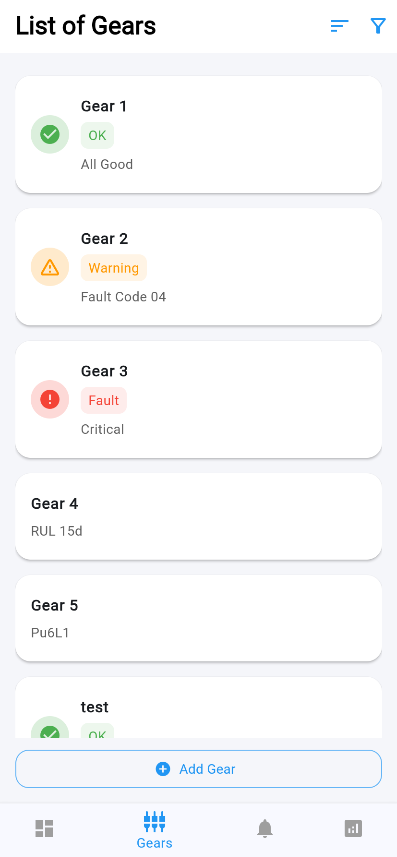 List of Gears
Gear 1
OK
All Good
Gear 2
Warning
Fault Code 04
Gear 3
Fault
Critical
Gear 4
RUL 15d
Gear 5
Pu6L1
test
OK
Add Gear
Gears